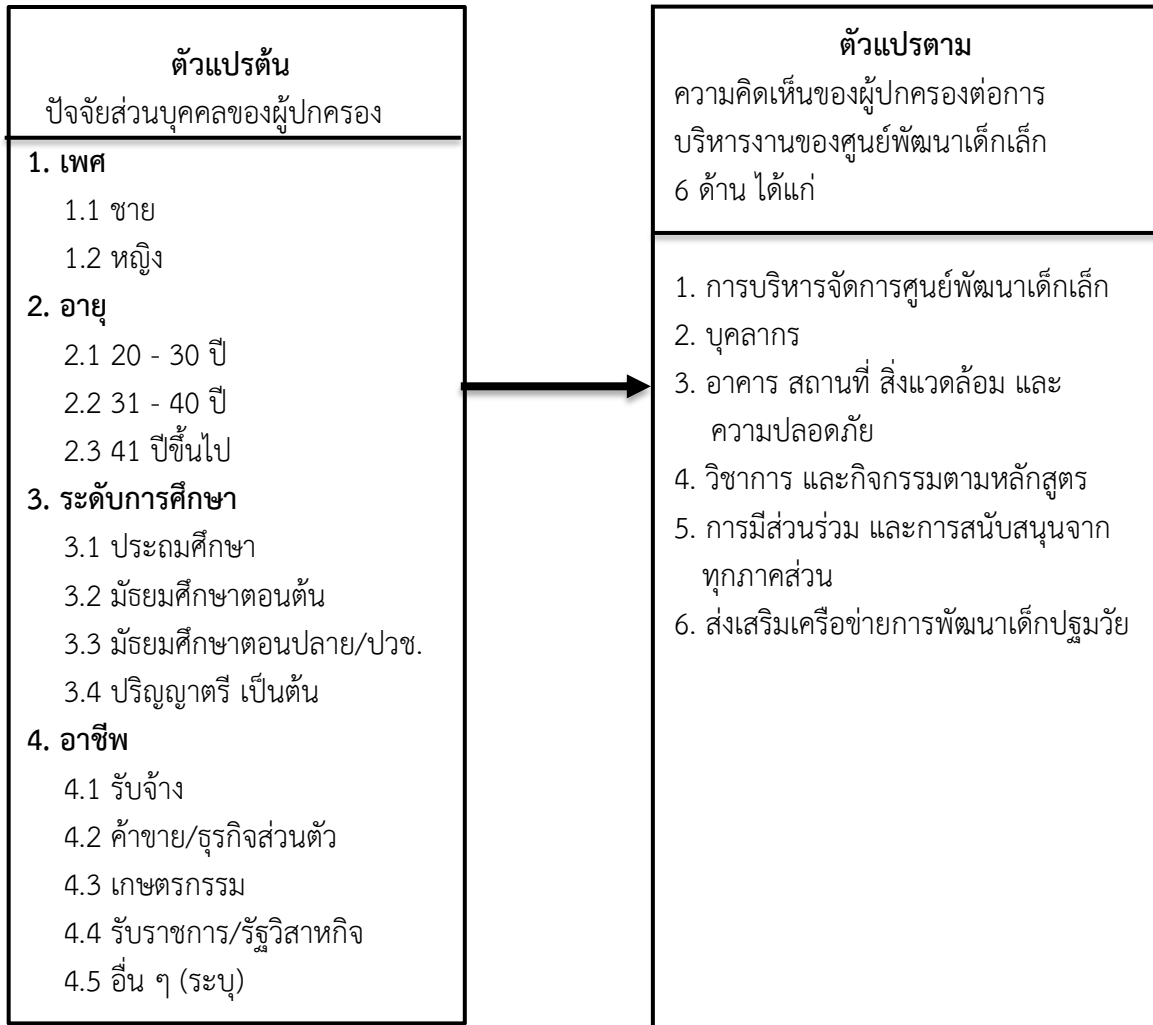 ตัวแปรต้น
ปัจจัยส่วนบุคคลของผู้ปกครอง
1. เพศ
1.1 ชาย
1.2 หญิง
2. อายุ
2.1 20 - 30 ปี
2.2 31 - 40 ปี
2.3 41 ปีขึ้นไป
3. ระดับการศึกษา
3.1 ประถมศึกษา
3.2 มัธยมศึกษาตอนต้น
3.3 มัธยมศึกษาตอนปลาย/ปวช.
3.4 ปริญญาตรี เป็นต้น
4. อาชีพ
4.1 รับจ้าง
4.2 ค้าขาย/ธุรกิจส่วนตัว
4.3 เกษตรกรรม
4.4 รับราชการ/รัฐวิสาหกิจ
4.5 อื่น ๆ (ระบุ)
ตัวแปรตาม
ความคิดเห็นของผู้ปกครองต่อการ
บริหารงานของศูนย์พัฒนาเด็กเล็ก
6 ด้าน ได้แก่
1. การบริหารจัดการศูนย์พัฒนาเด็กเล็ก
2. บุคลากร
3. อาคาร สถานที่ สิ่งแวดล้อม และ
ความปลอดภัย
4. วิชาการ และกิจกรรมตามหลักสูตร
5. การมีส่วนร่วม และการสนับสนุนจาก
ทุกภาคส่วน
6. ส่งเสริมเครือข่ายการพัฒนาเด็กปฐมวัย